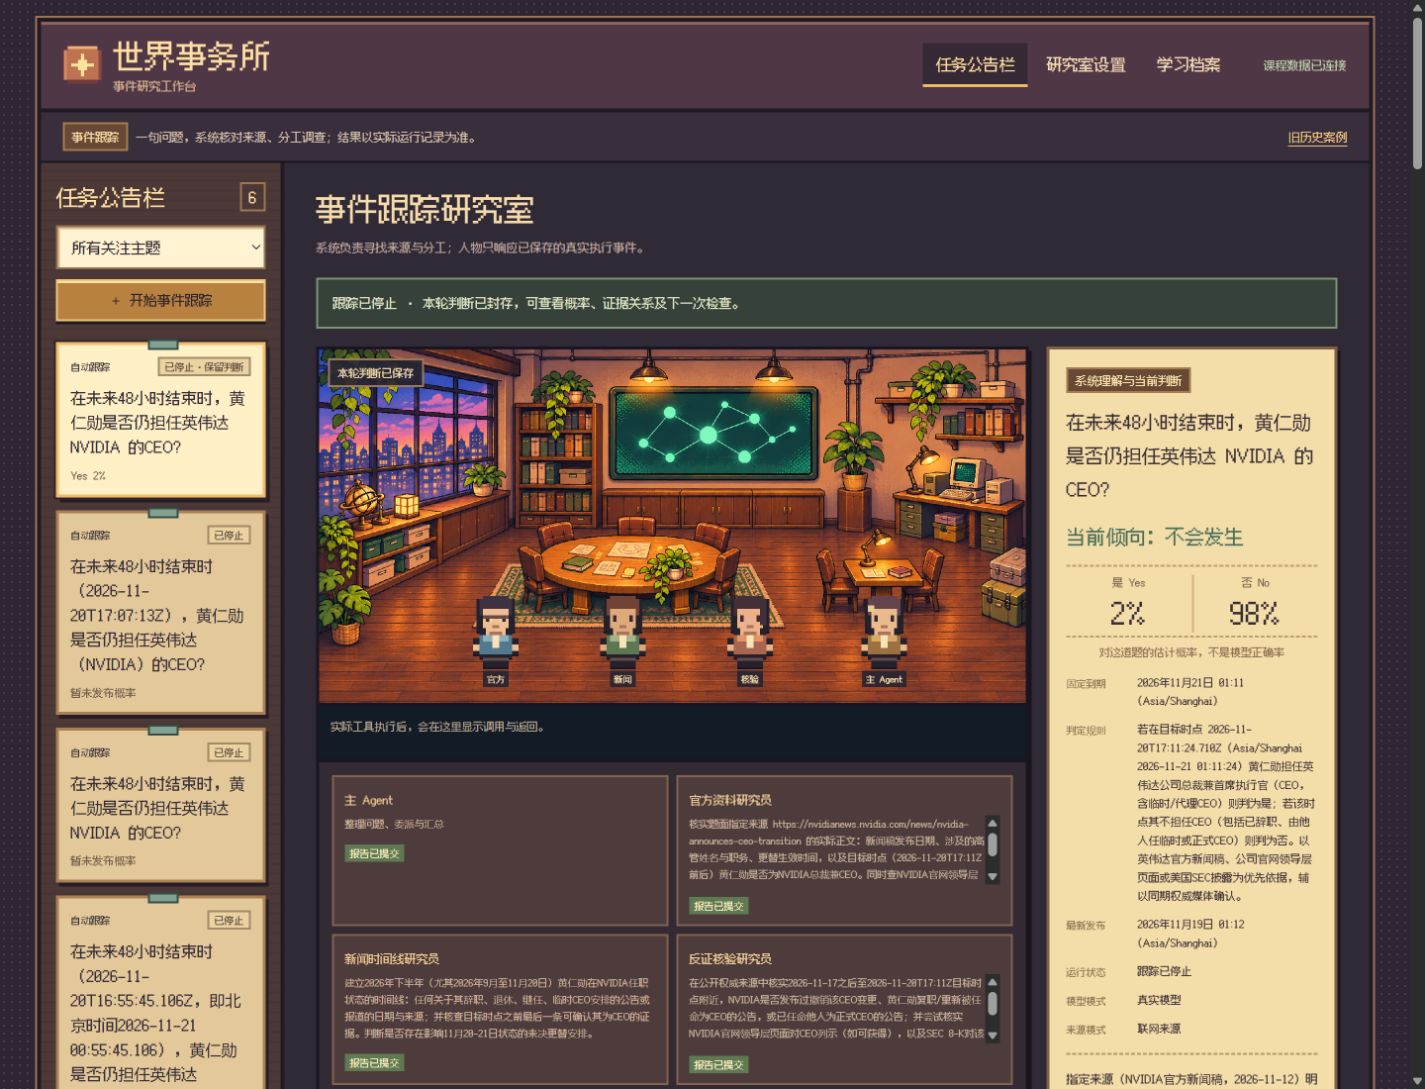 世界事务所
事件研究工作台
任务公告栏
研究室设置
学习档案
课程数据已连接
事件跟踪
一句问题，系统核对来源、分工调查；结果以实际运行记录为准。
旧历史案例
任务公告栏
6
所有关注主题
+ 开始事件跟踪
自动跟踪
已停止·保留判断
在未来48小时结束时，黄
仁勋是否仍担任英伟达
NVIDIA 的CEO？
Yes 2%
自动跟踪
已停止
在未来48小时结束时
（2026-11-
20T17:07:13Z），黄仁勋
是否仍担任英伟达
（NVIDIA）的CEO？
暂未发布概率
自动跟踪
已停止
在未来48小时结束时，黄
仁勋是否仍担任英伟达
NVIDIA 的CEO？
暂未发布概率
自动跟踪
已停止
在未来48小时结束时
（2026-11-
20T16:55:45.106Z，即北
京时间2026-11-21
00:55:45.106），黄仁勋
是否仍担任英伟达
事件跟踪研究室
系统负责寻找来源与分工；人物只响应已保存的真实执行事件。
跟踪已停止 · 本轮判断已封存，可查看概率、证据关系及下一次检查。
本轮判断已保存
官方
新闻
核验
主 Agent
实际工具执行后，会在这里显示调用与返回。
主 Agent
整理问题、委派与汇总
报告已提交
官方资料研究员
核实题面指定来源 https://nvidianews.nvidia.com/news/nvidia-
announces-ceo-transition 的实际正文：新闻稿发布日期、涉及的高
管姓名与职务、更替生效时间，以及目标时点（2026-11-20T17:11Z
前后）黄仁勋是否为NVIDIA总裁兼CEO。同时查NVIDIA官网领导层
报告已提交
新闻时间线研究员
建立2026年下半年（尤其2026年9月至11月20日）黄仁勋在NVIDIA任职
状态的时间线：任何关于其辞职、退休、继任、临时CEO安排的公告或
报道的日期与来源；并核查目标时点之前最后一条可确认其为CEO的证
据。判断是否存在影响11月20-21日状态的未决更替安排。
报告已提交
反证核验研究员
在公开权威来源中核实2026-11-17之后至2026-11-20T17:11Z目标时
点附近，NVIDIA是否发布过撤销该CEO变更、黄仁勋复职/重新被任
命为CEO的公告，或已任命他人为正式CEO的公告；并尝试核实
NVIDIA官网领导层页面对CEO列示（如可获得），以及SEC 8-K对该
报告已提交
系统理解与当前判断
在未来48小时结束时，黄仁勋
是否仍担任英伟达 NVIDIA 的
CEO？
当前倾向：不会发生
是 Yes
2%
否 No
98%
对这道题的估计概率，不是模型正确率
固定到期
2026年11月21日 01:11
(Asia/Shanghai)
判定规则
若在目标时点 2026-11-
20T17:11:24.710Z（Asia/Shanghai
2026-11-21 01:11:24）黄仁勋担任英
伟达公司总裁兼首席执行官（CEO，
含临时/代理CEO）则判为是；若该时
点其不担任CEO（包括已辞职、由他
人任临时或正式CEO）则判为否。以
英伟达官方新闻稿、公司官网领导层
页面或美国SEC披露为优先依据，辅
以同期权威媒体确认。
最新发布
2026年11月19日 01:12
(Asia/Shanghai)
运行状态
跟踪已停止
模型模式
真实模型
来源模式
联网来源
指定来源（NVIDIA官方新闻稿，2026-11-12）明